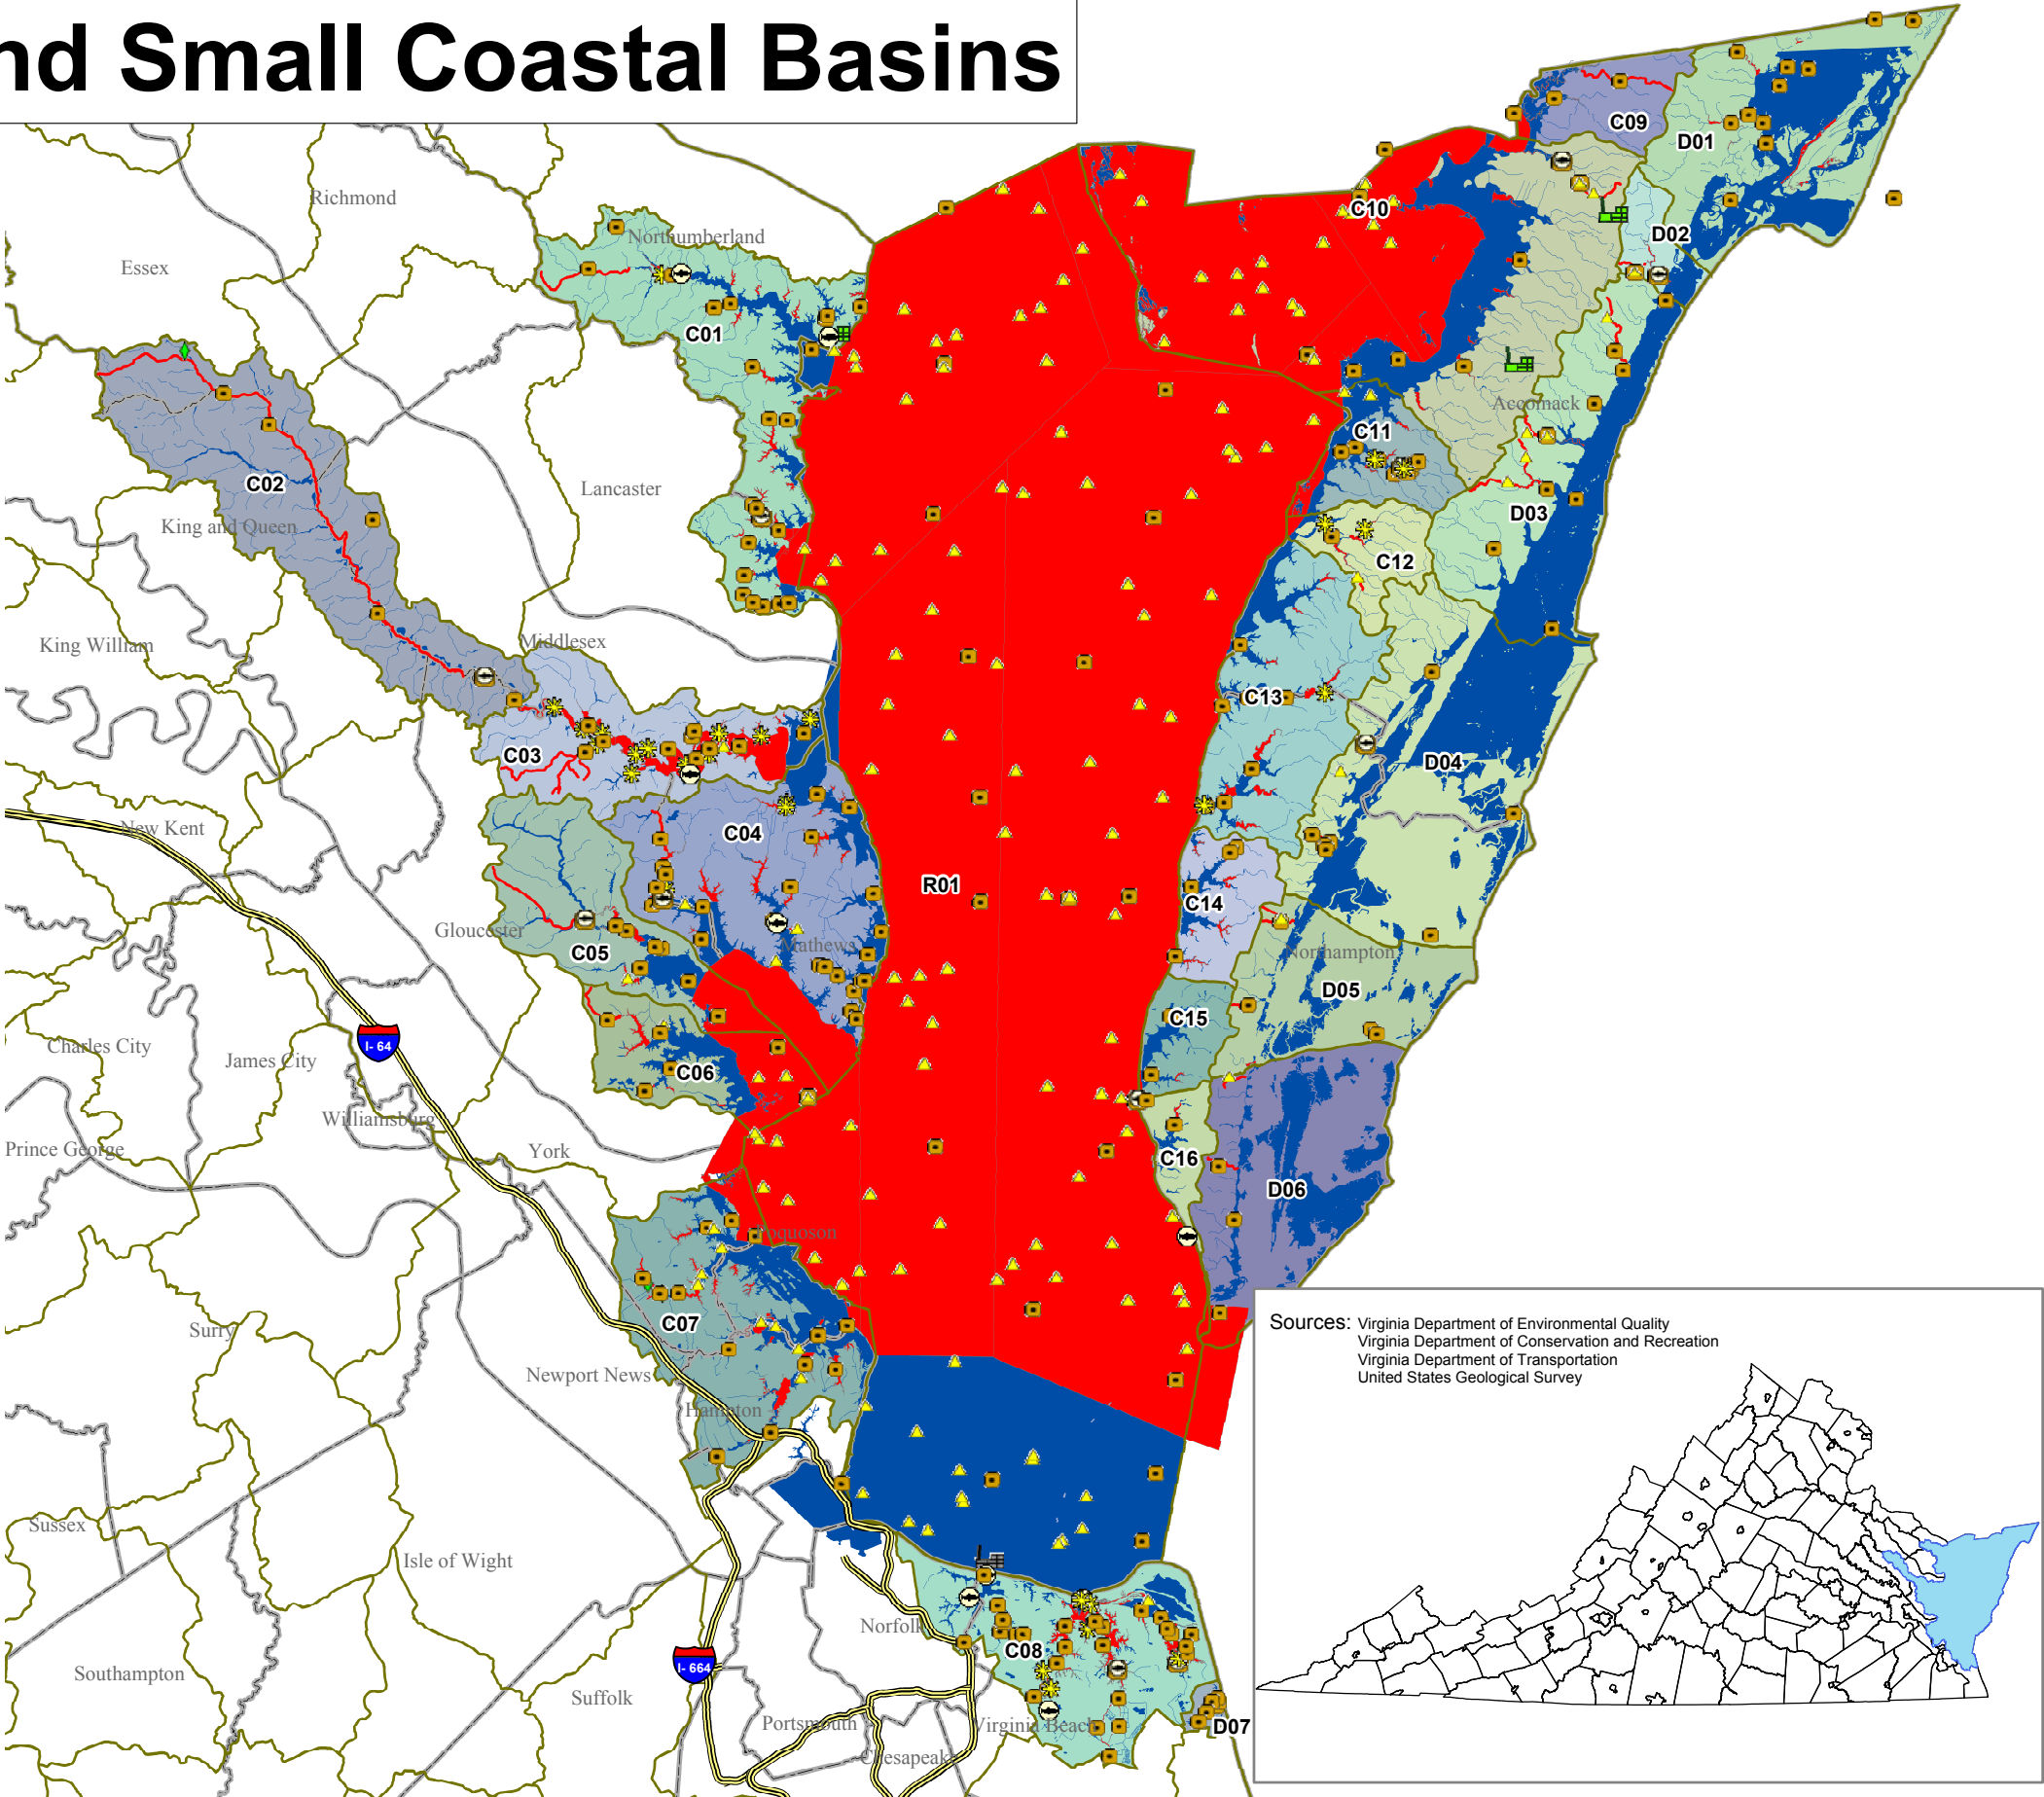 nd Small Coastal Basins
C09
D01
Richmond
C10
Northumberland
D02
Essex
C01
Accomack
C11
C02
Lancaster
D03
King and Queen
C12
Middlesex
King William
C13
C03
D04
New Kent
C04
R01
C14
Gloucester
Mathews
C05
Northampton
D05
C15
I- 64
Charles City
James City
C06
Williamsburg
Prince George
York
C16
D06
Poquoson
Surry
C07
Sources: Virginia Department of Environmental Quality
Virginia Department of Conservation and Recreation
Virginia Department of Transportation
United States Geological Survey
Newport News
Hampton
Sussex
Isle of Wight
Norfolk
C08
I- 664
Southampton
Suffolk
Portsmouth
Virginia Beach
D07
Chesapeake